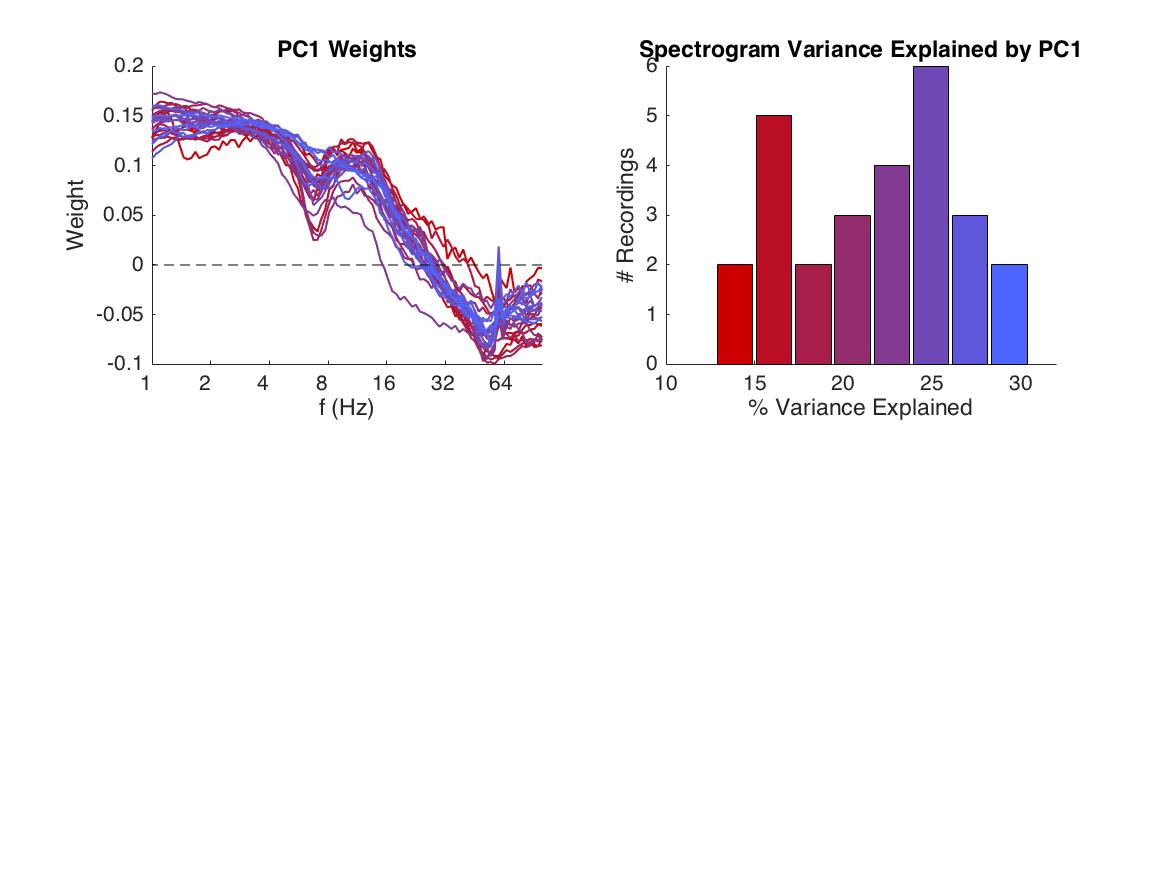 PC1 Weights
0.2
0.15
0.1
0.05
0
-0.05
-0.1
Weight
1 2 4 8 16 32 64
f (Hz)
Spectrogram Variance Explained by PC1
6
5
4
3
2
1
0
# Recordings
10 15 20 25 30
% Variance Explained